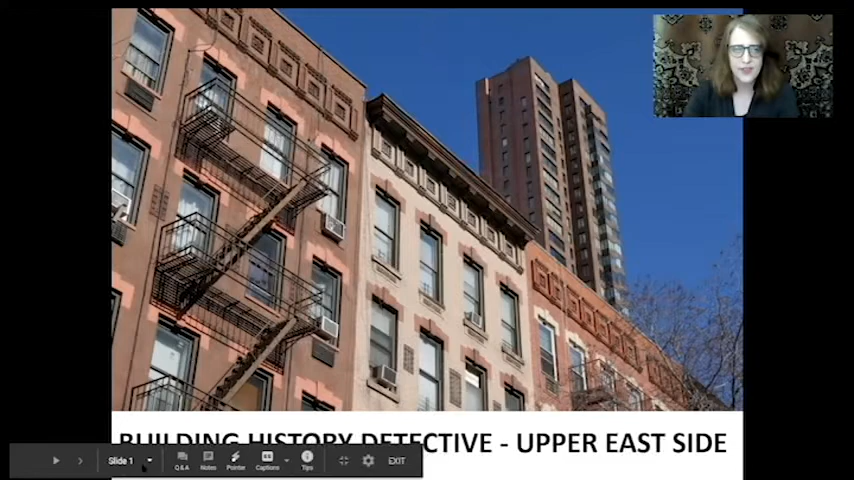 BUILDING HISTORY DETECTIVE - UPPER EAST SIDE
Slide 1
Q&A
Notes
Pointer
Captions
Tips
EXIT